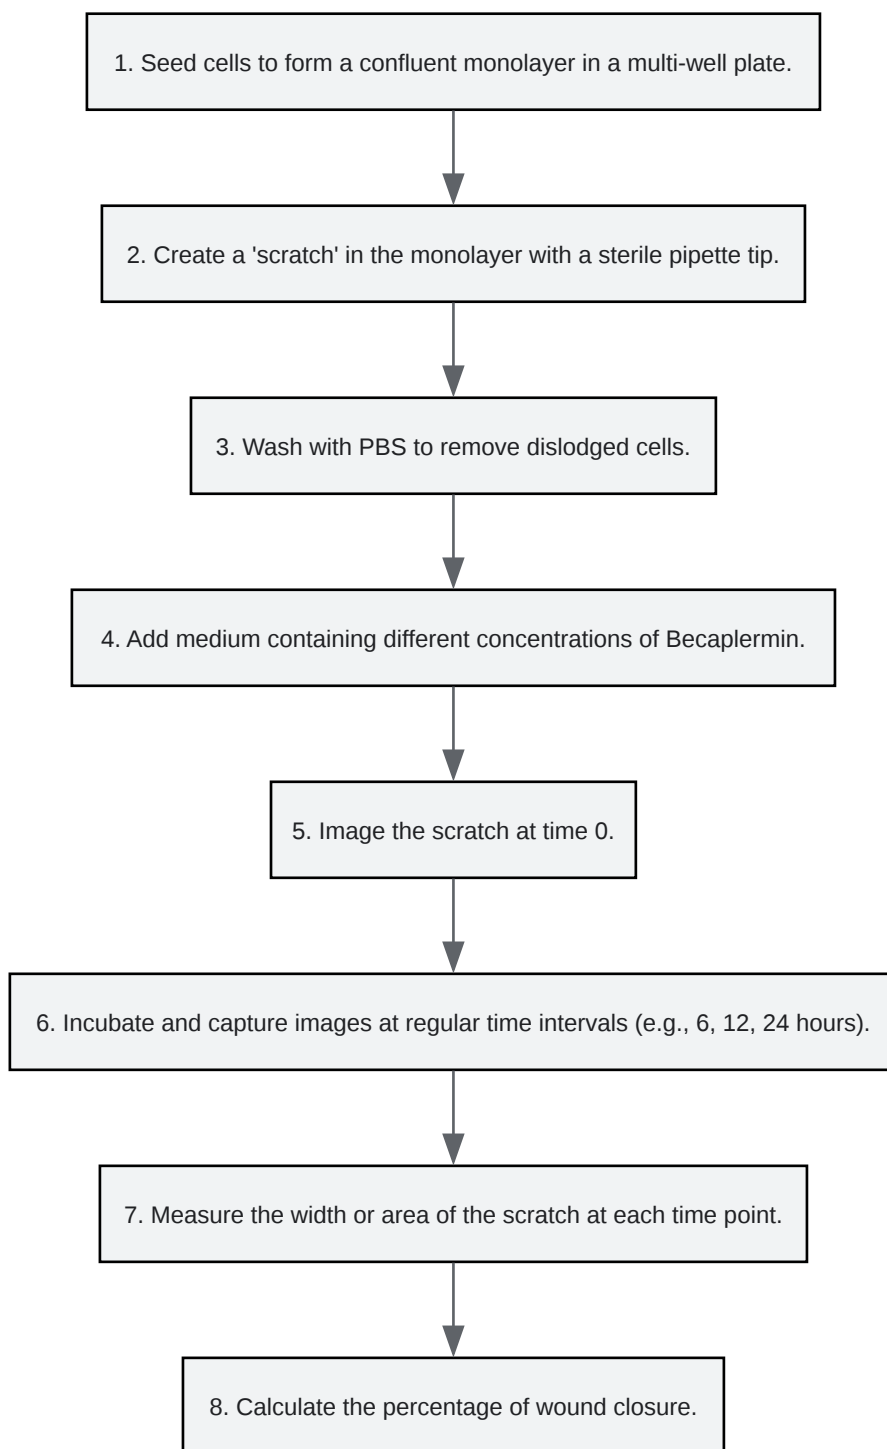 1. Seed cells to form a confluent monolayer in a multi-well plate.
2. Create a 'scratch' in the monolayer with a sterile pipette tip.
3. Wash with PBS to remove dislodged cells.
4. Add medium containing different concentrations of Becaplermin.
5. Image the scratch at time 0.
6. Incubate and capture images at regular time intervals (e.g., 6, 12, 24 hours).
7. Measure the width or area of the scratch at each time point.
8. Calculate the percentage of wound closure.